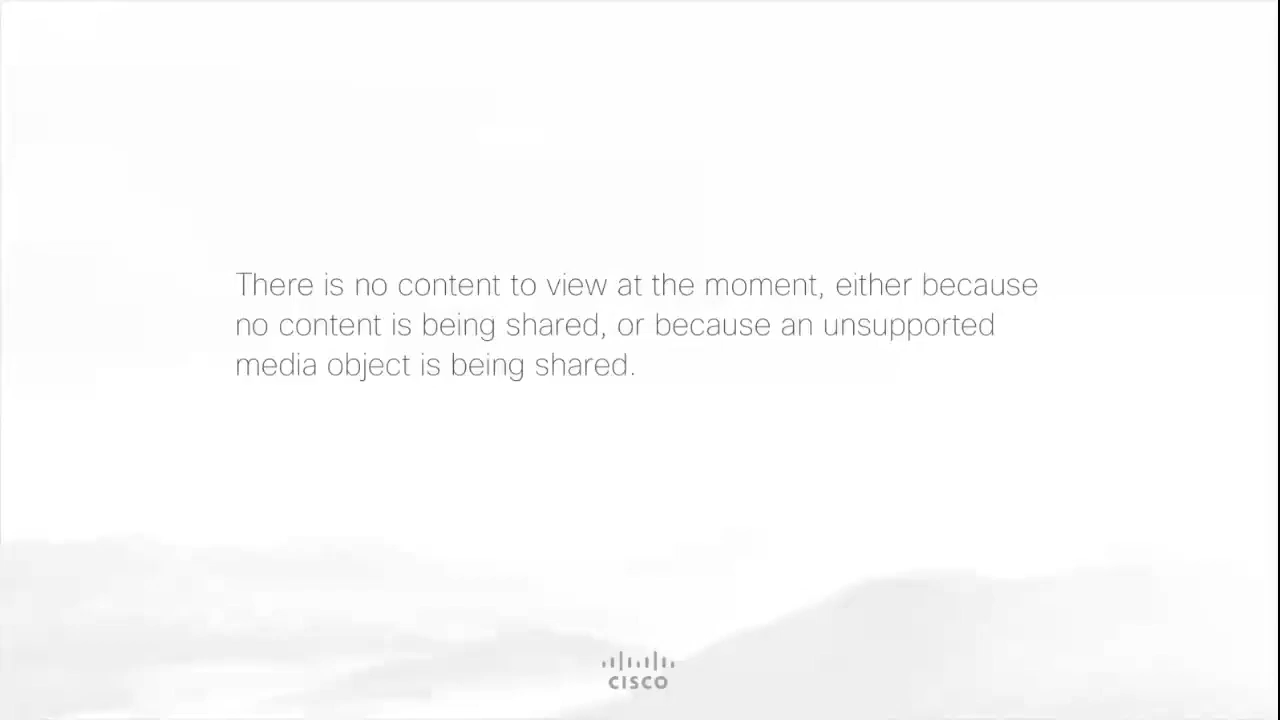 There is no content to view at the moment, either because
no content is being shared, or because an unsupported
media object is being shared.
CISCO